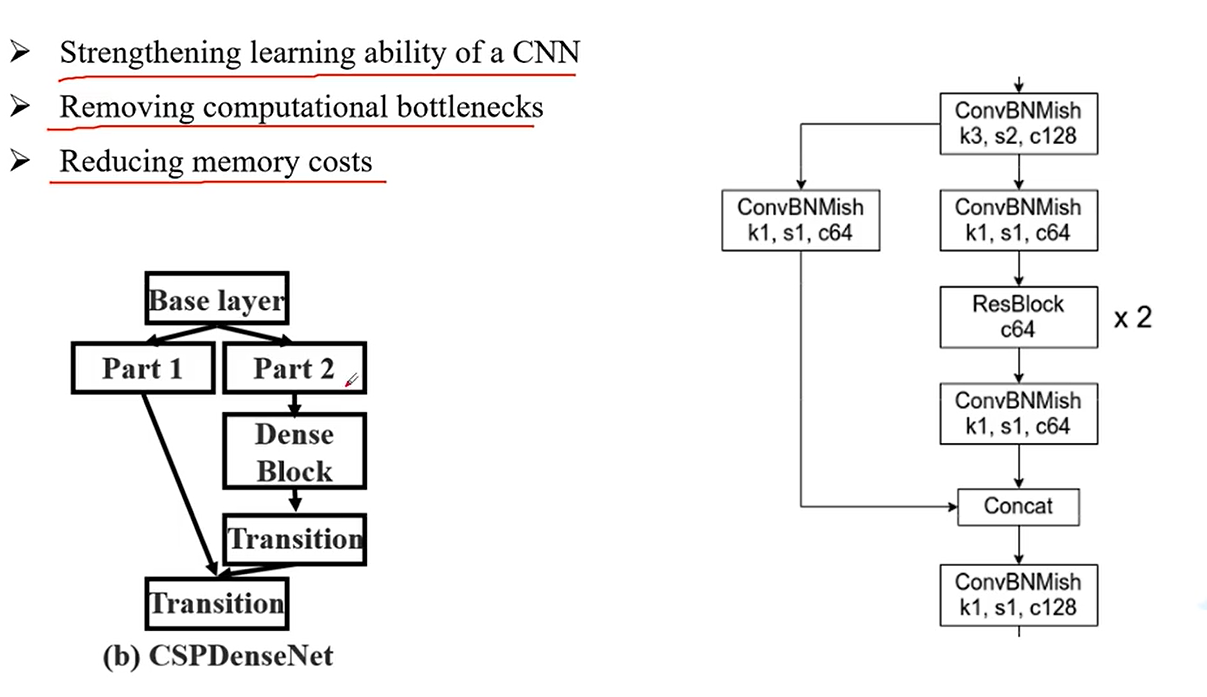 Strengthening learning ability of a CNN
Removing computational bottlenecks
Reducing memory costs
Base layer
Part 1
Part 2
Dense
Block
Transition
Transition
(b) CSPDenseNet
ConvBNMish
k3, s2, c128
ConvBNMish
k1, s1, c64
ConvBNMish
k1, s1, c64
ResBlock
c64
x 2
ConvBNMish
k1, s1, c64
Concat
ConvBNMish
k1, s1, c128